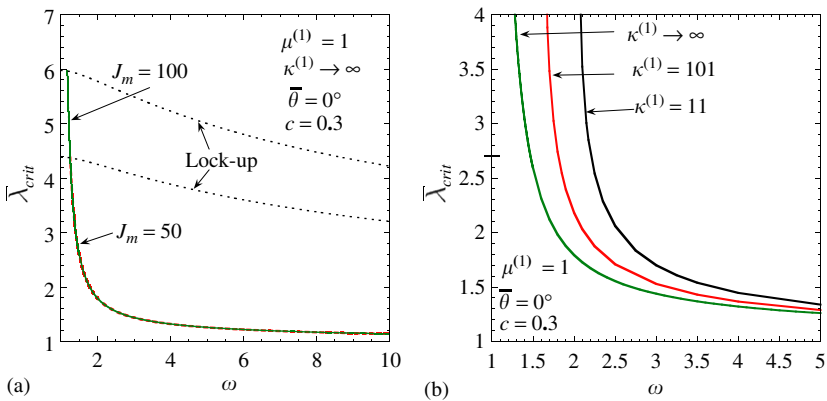 7
6
5
4
3
2
1
λ̅crit
J_m = 100
J_m = 50
Lock-up
μ^(1) = 1
κ^(1) → ∞
θ̅ = 0°
c = 0.3
2
4
6
8
10
ω
(a)
4
3.5
3
2.5
2
1.5
1
λ̅crit
κ^(1) → ∞
κ^(1) = 101
κ^(1) = 11
μ^(1) = 1
θ̅ = 0°
c = 0.3
1
1.5
2
2.5
3
3.5
4
4.5
5
ω
(b)